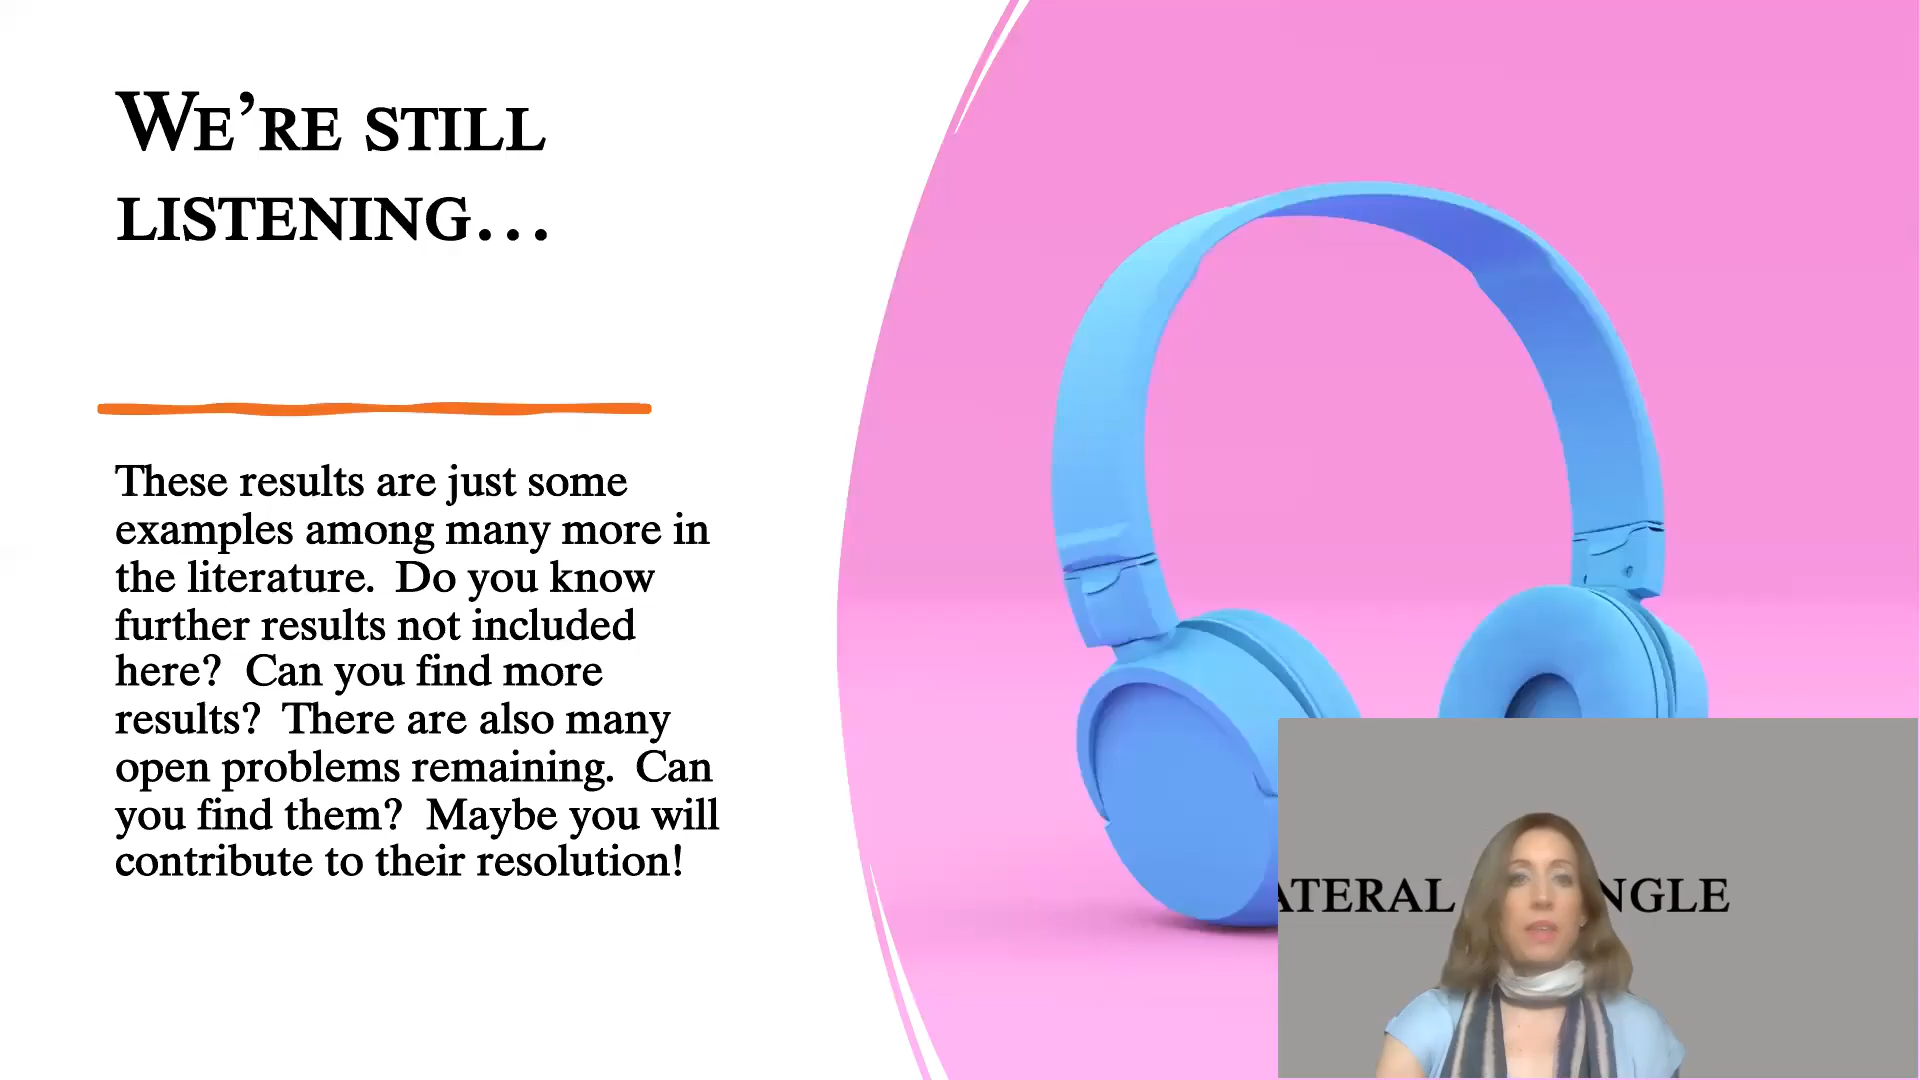 We're still
listening...
These results are just some
examples among many more in
the literature.  Do you know
further results not included
here?  Can you find more
results?  There are also many
open problems remaining.  Can
you find them?  Maybe you will
contribute to their resolution!